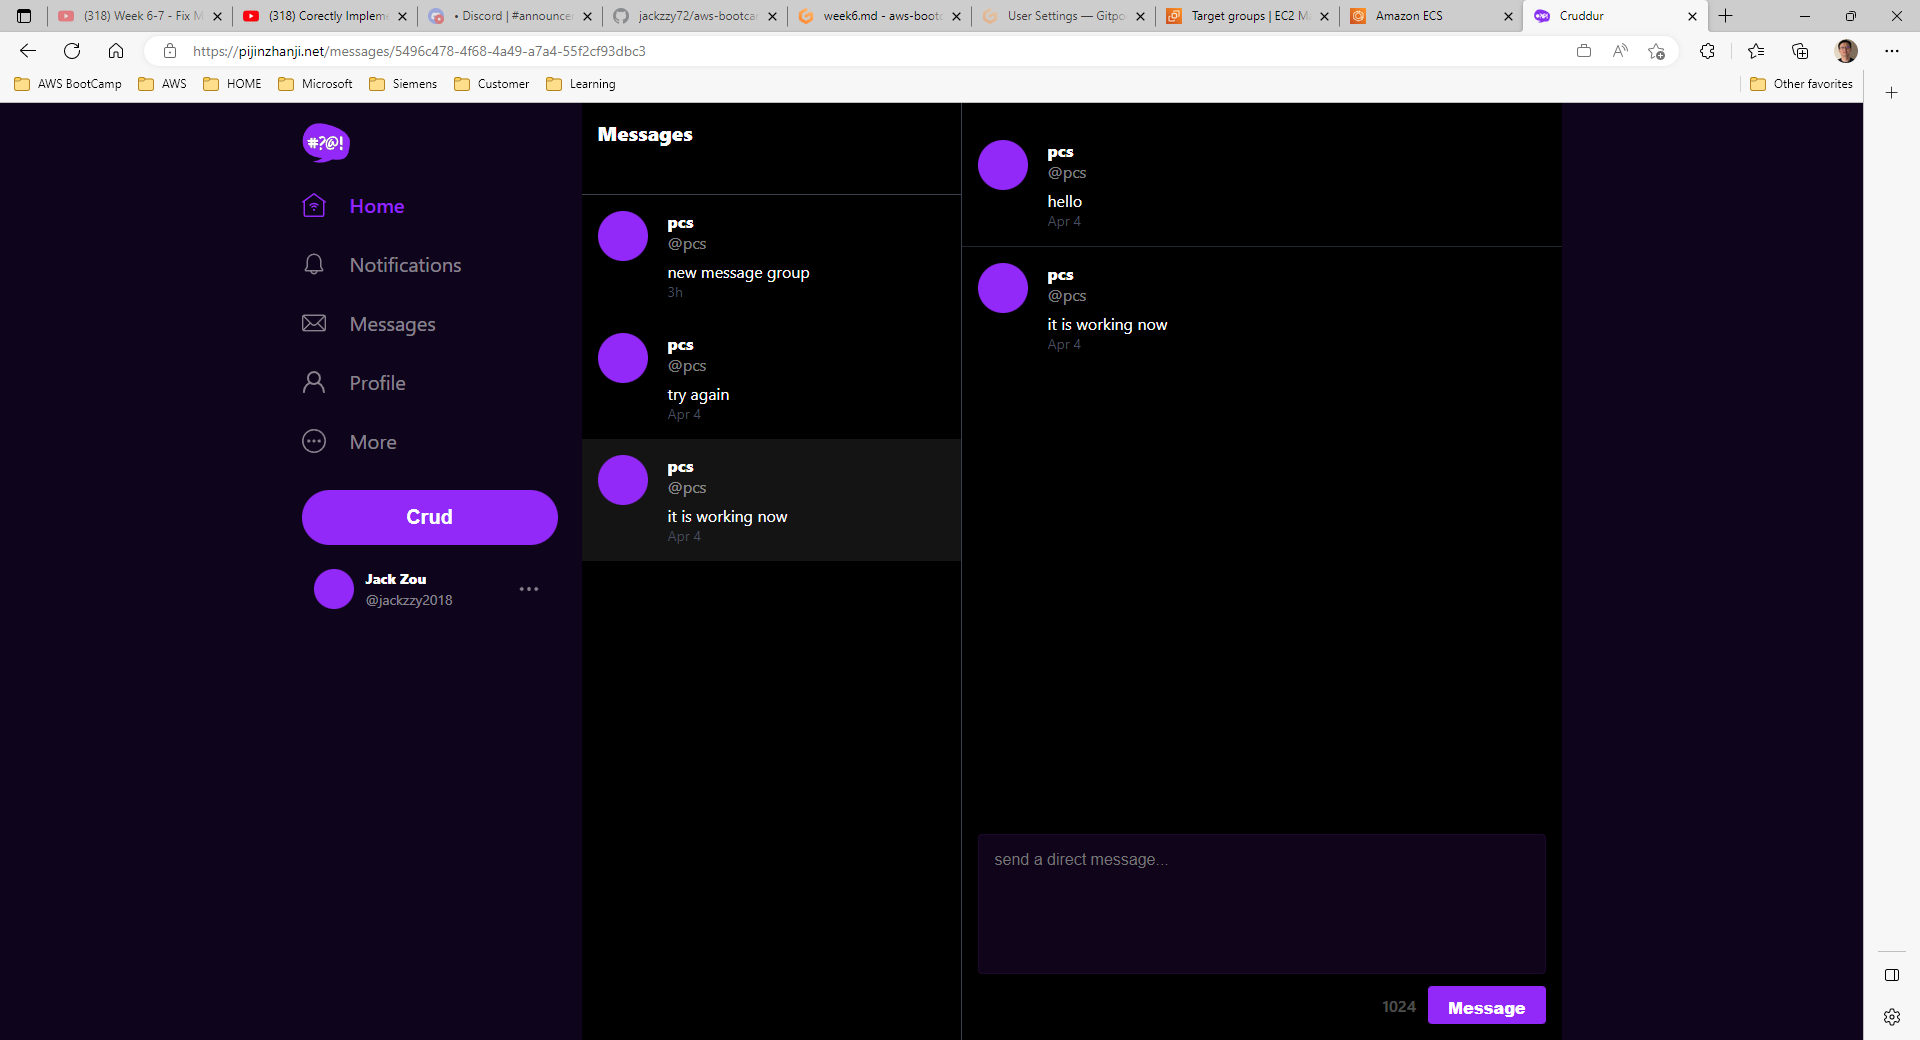 (318) Week 6-7 - Fix M
(318) Corectly Impleme
• Discord | #announce
jackzzy72/aws-bootca
week6.md - aws-boot
User Settings — Gitpo
Target groups | EC2 M
Amazon ECS
Cruddur
https://pijinzhanji.net/messages/5496c478-4f68-4a49-a7a4-55f2cf93dbc3
AWS BootCamp
AWS
HOME
Microsoft
Siemens
Customer
Learning
Other favorites
#?@!
Home
Notifications
Messages
Profile
More
Crud
Jack Zou
@jackzzy2018
Messages
pcs
@pcs
new message group
3h
pcs
@pcs
try again
Apr 4
pcs
@pcs
it is working now
Apr 4
pcs
@pcs
hello
Apr 4
pcs
@pcs
it is working now
Apr 4
send a direct message...
1024
Message